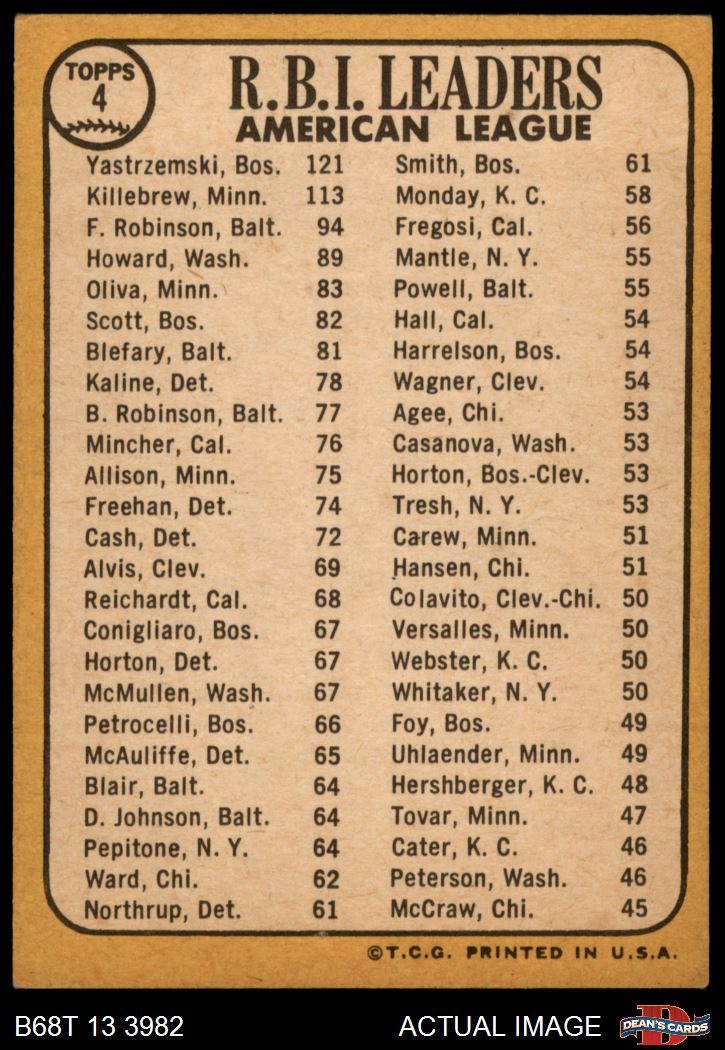 TOPPS
4
R.B.I. LEADERS
AMERICAN LEAGUE
Yastrzemski, Bos. 121
Killebrew, Minn. 113
F. Robinson, Balt. 94
Howard, Wash. 89
Oliva, Minn. 83
Scott, Bos. 82
Blefary, Balt. 81
Kaline, Det. 78
B. Robinson, Balt. 77
Mincher, Cal. 76
Allison, Minn. 75
Freehan, Det. 74
Cash, Det. 72
Alvis, Clev. 69
Reichardt, Cal. 68
Conigliaro, Bos. 67
Horton, Det. 67
McMullen, Wash. 67
Petrocelli, Bos. 66
McAuliffe, Det. 65
Blair, Balt. 64
D. Johnson, Balt. 64
Pepitone, N. Y. 64
Ward, Chi. 62
Northrup, Det. 61
Smith, Bos. 61
Monday, K. C. 58
Fregosi, Cal. 56
Mantle, N. Y. 55
Powell, Balt. 55
Hall, Cal. 54
Harrelson, Bos. 54
Wagner, Clev. 54
Agee, Chi. 53
Casanova, Wash. 53
Horton, Bos.-Clev. 53
Tresh, N. Y. 53
Carew, Minn. 51
Hansen, Chi. 51
Colavito, Clev.-Chi. 50
Versalles, Minn. 50
Webster, K. C. 50
Whitaker, N. Y. 50
Foy, Bos. 49
Uhlaender, Minn. 49
Hershberger, K. C. 48
Tovar, Minn. 47
Cater, K. C. 46
Peterson, Wash. 46
McCraw, Chi. 45
©T.C.G. PRINTED IN U.S.A.
B68T 13 3982
ACTUAL IMAGE
D
DEAN'S CARDS